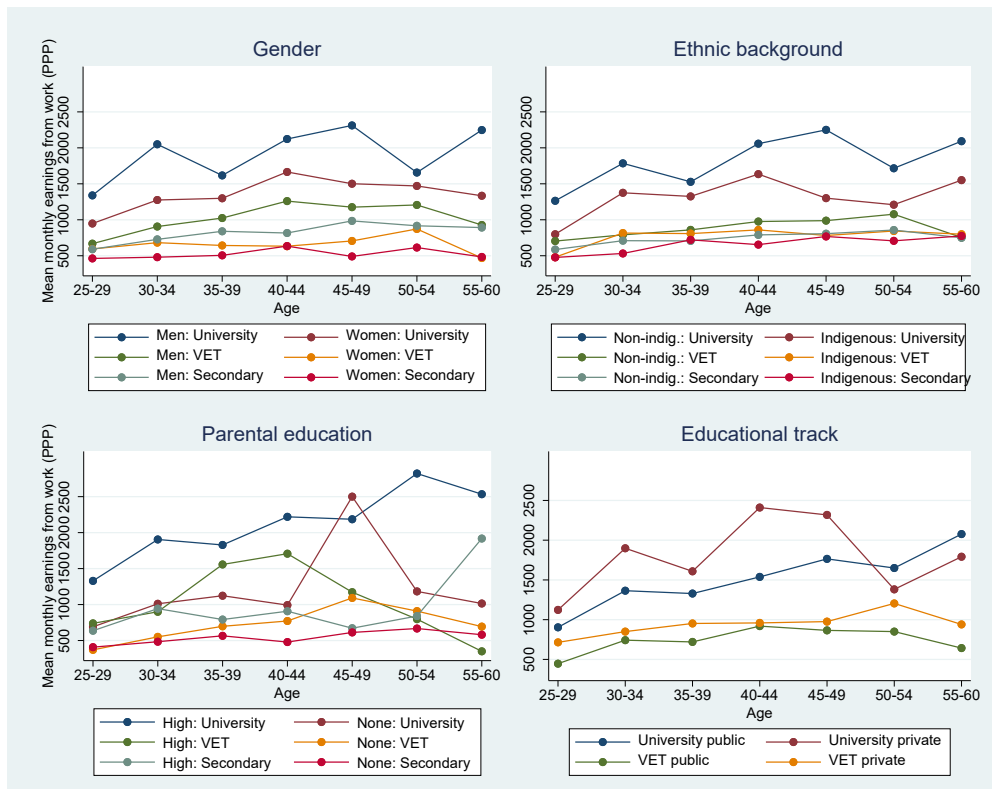 Gender
Mean monthly earnings from work (PPP)
2500
2000
1500
1000
500
25-29 30-34 35-39 40-44 45-49 50-54 55-60
Age
Men: University Women: University
Men: VET Women: VET
Men: Secondary Women: Secondary
Ethnic background
2500
2000
1500
1000
500
25-29 30-34 35-39 40-44 45-49 50-54 55-60
Age
Non-indig.: University Indigenous: University
Non-indig.: VET Indigenous: VET
Non-indig.: Secondary Indigenous: Secondary
Parental education
Mean monthly earnings from work (PPP)
2500
2000
1500
1000
500
25-29 30-34 35-39 40-44 45-49 50-54 55-60
Age
High: University None: University
High: VET None: VET
High: Secondary None: Secondary
Educational track
2500
2000
1500
1000
500
25-29 30-34 35-39 40-44 45-49 50-54 55-60
Age
University public University private
VET public VET private